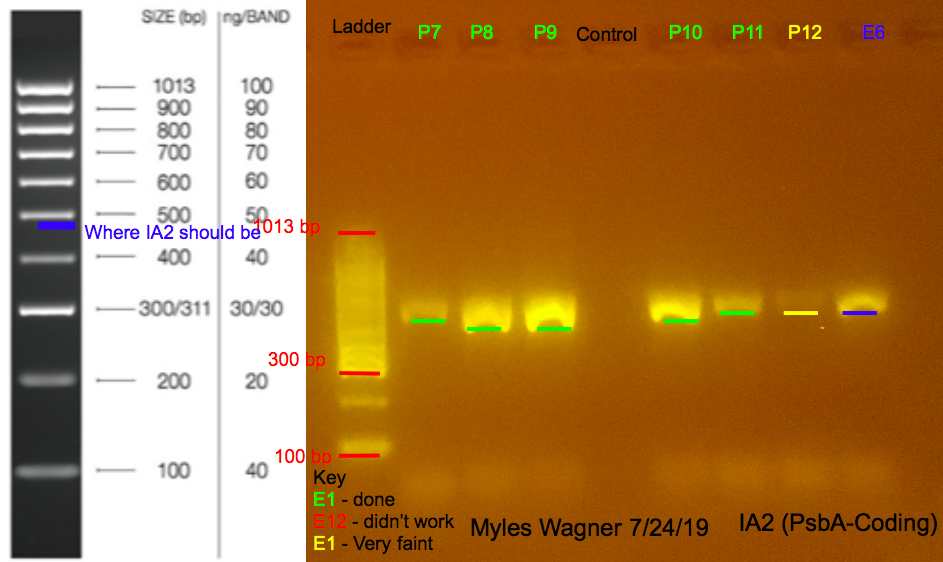 SIZE (bp) ng/BAND
1013 100
900 90
800 80
700 70
600 60
500 50
Where IA2 should be
400 40
300/311 30/30
200 20
100 40
Ladder P7 P8 P9 Control P10 P11 P12 E6
1013 bp
300 bp
100 bp
Key
E1 - done
E12 - didn't work
E1 - Very faint
Myles Wagner 7/24/19
IA2 (PsbA-Coding)